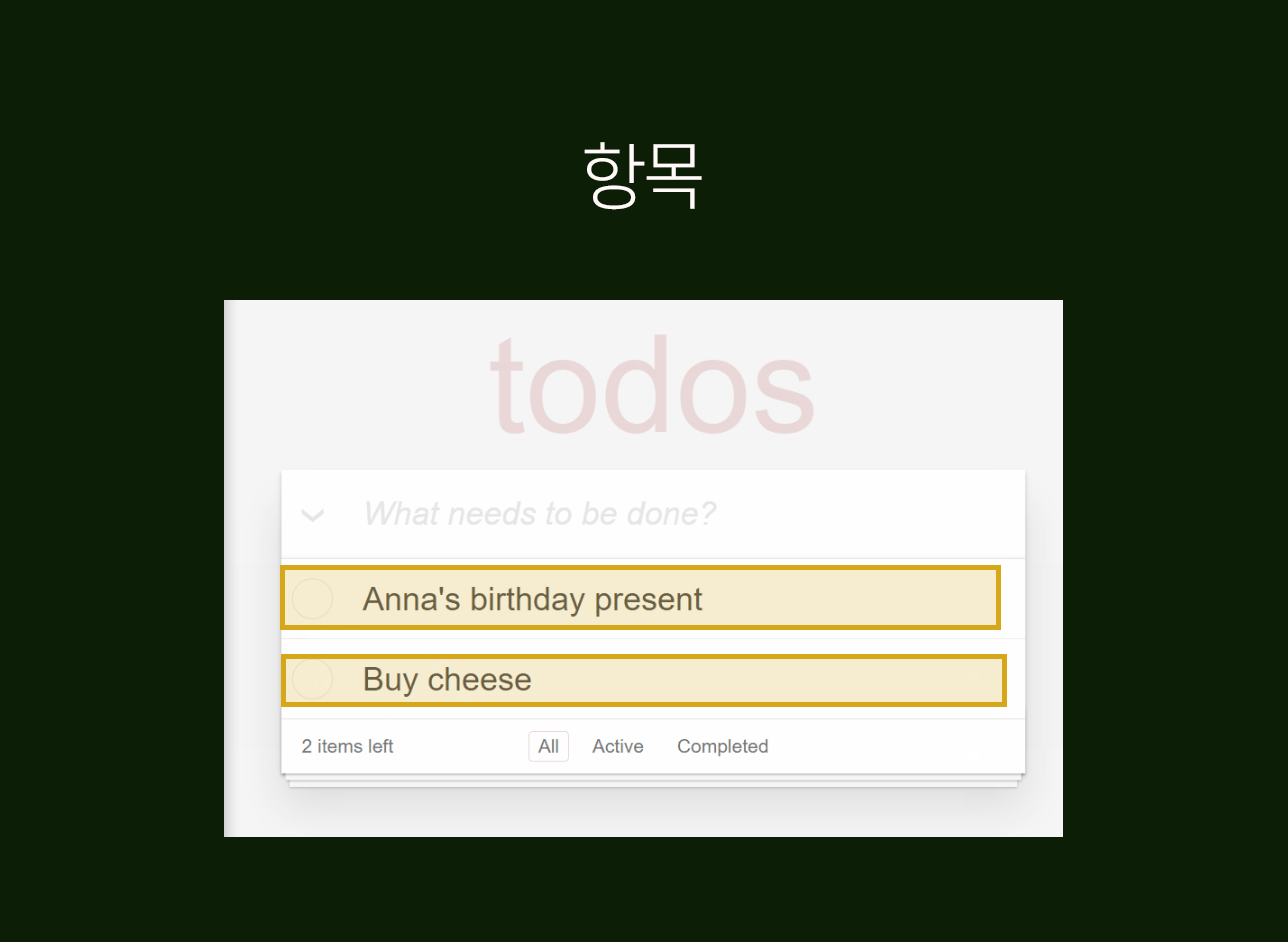 항목
todos
What needs to be done?
Anna's birthday present
Buy cheese
2 items left All Active Completed